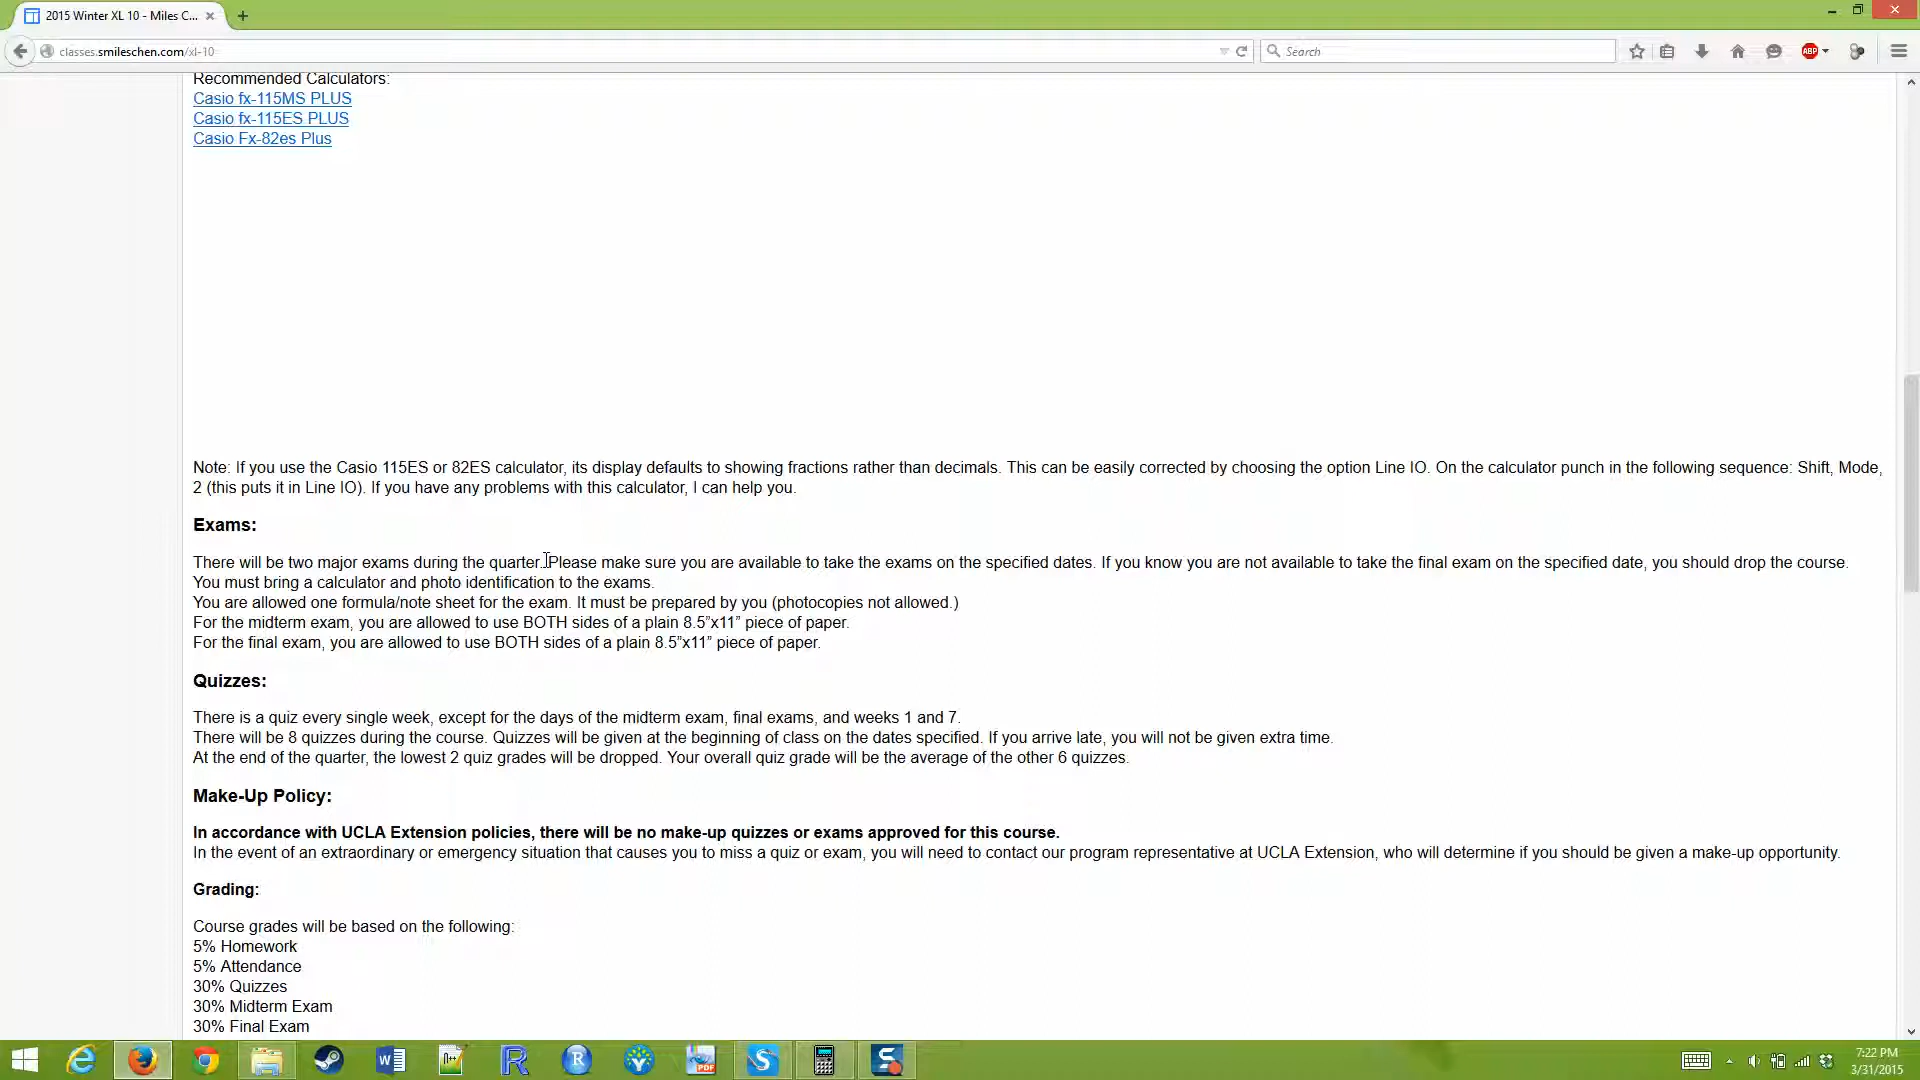 2015 Winter XL 10 - Miles C...
classes.smileschen.com/xl-10
Search
ABP
Recommended Calculators:
Casio fx-115MS PLUS
Casio fx-115ES PLUS
Casio Fx-82es Plus
Note: If you use the Casio 115ES or 82ES calculator, its display defaults to showing fractions rather than decimals. This can be easily corrected by choosing the option Line IO. On the calculator punch in the following sequence: Shift, Mode,
2 (this puts it in Line IO). If you have any problems with this calculator, I can help you.
Exams:
There will be two major exams during the quarter. Please make sure you are available to take the exams on the specified dates. If you know you are not available to take the final exam on the specified date, you should drop the course.
You must bring a calculator and photo identification to the exams.
You are allowed one formula/note sheet for the exam. It must be prepared by you (photocopies not allowed.)
For the midterm exam, you are allowed to use BOTH sides of a plain 8.5”x11” piece of paper.
For the final exam, you are allowed to use BOTH sides of a plain 8.5”x11” piece of paper.
Quizzes:
There is a quiz every single week, except for the days of the midterm exam, final exams, and weeks 1 and 7.
There will be 8 quizzes during the course. Quizzes will be given at the beginning of class on the dates specified. If you arrive late, you will not be given extra time.
At the end of the quarter, the lowest 2 quiz grades will be dropped. Your overall quiz grade will be the average of the other 6 quizzes.
Make-Up Policy:
In accordance with UCLA Extension policies, there will be no make-up quizzes or exams approved for this course.
In the event of an extraordinary or emergency situation that causes you to miss a quiz or exam, you will need to contact our program representative at UCLA Extension, who will determine if you should be given a make-up opportunity.
Grading:
Course grades will be based on the following:
5% Homework
5% Attendance
30% Quizzes
30% Midterm Exam
30% Final Exam
PDF
7:22 PM
3/31/2015